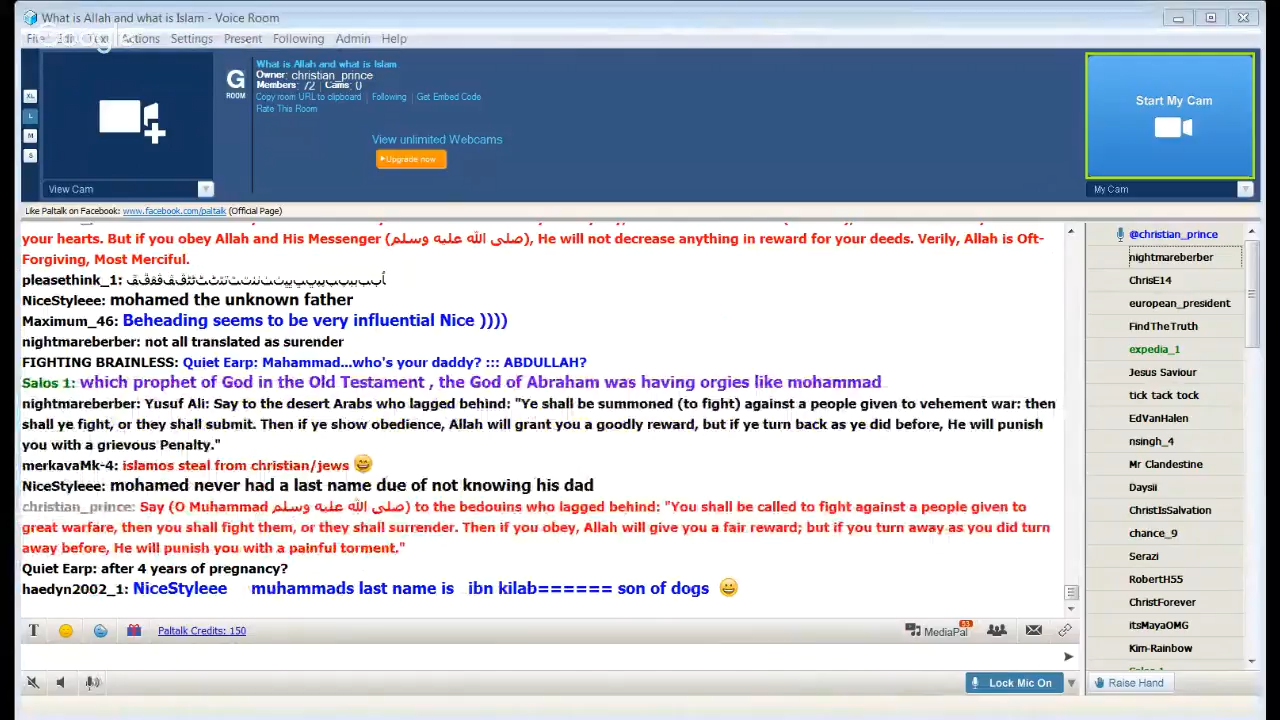 What is Allah and what is Islam - Voice Room
File Edit Text Actions Settings Present Following Admin Help
XL
L
M
S
View Cam
G
ROOM
What is Allah and what is Islam
Owner: christian_prince
Members: 72 | Cams: 0
Copy room URL to clipboard | Following | Get Embed Code
Rate This Room
View unlimited Webcams
Upgrade now
Start My Cam
My Cam
Like Paltalk on Facebook: www.facebook.com/paltalk (Official Page)
your hearts. But if you obey Allah and His Messenger (صلى الله عليه وسلم), He will not decrease anything in reward for your deeds. Verily, Allah is Oft-
Forgiving, Most Merciful.
pleasethink_1:
NiceStyleee: mohamed the unknown father
Maximum_46: Beheading seems to be very influential Nice ))))
nightmareberber: not all translated as surender
FIGHTING BRAINLESS: Quiet Earp: Mahammad...who's your daddy? ::: ABDULLAH?
Salos 1: which prophet of God in the Old Testament , the God of Abraham was having orgies like mohammad
nightmareberber: Yusuf Ali: Say to the desert Arabs who lagged behind: "Ye shall be summoned (to fight) against a people given to vehement war: then
shall ye fight, or they shall submit. Then if ye show obedience, Allah will grant you a goodly reward, but if ye turn back as ye did before, He will punish
you with a grievous Penalty."
merkavaMk-4: islamos steal from christian/jews
NiceStyleee: mohamed never had a last name due of not knowing his dad
christian_prince: Say (O Muhammad صلى الله عليه وسلم) to the bedouins who lagged behind: "You shall be called to fight against a people given to
great warfare, then you shall fight them, or they shall surrender. Then if you obey, Allah will give you a fair reward; but if you turn away as you did turn
away before, He will punish you with a painful torment."
Quiet Earp: after 4 years of pregnancy?
haedyn2002_1: NiceStyleee muhammads last name is ibn kilab====== son of dogs
@christian_prince
nightmareberber
ChrisE14
european_president
FindTheTruth
expedia_1
Jesus Saviour
tick tack tock
EdVanHalen
nsingh_4
Mr Clandestine
Daysii
ChristIsSalvation
chance_9
Serazi
RobertH55
ChristForever
itsMayaOMG
Kim-Rainbow
Salos 1
T
Paltalk Credits: 150
MediaPal
53
Lock Mic On
Raise Hand